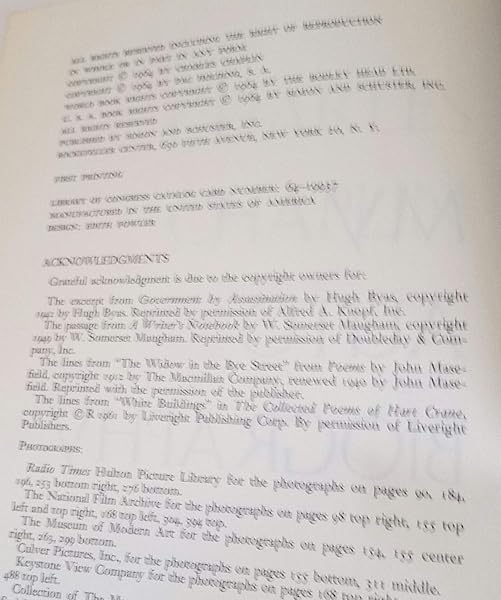 ALL RIGHTS RESERVED INCLUDING THE RIGHT OF REPRODUCTION
IN WHOLE OR IN PART IN ANY FORM
COPYRIGHT © 1964 BY CHARLES CHAPLIN
COPYRIGHT © 1964 BY PAC HOLDING, S. A.
WORLD BOOK RIGHTS COPYRIGHT © 1964 BY THE BODLEY HEAD LTD.
U. S. A. BOOK RIGHTS COPYRIGHT © 1964 BY SIMON AND SCHUSTER, INC.
ALL RIGHTS RESERVED
PUBLISHED BY SIMON AND SCHUSTER, INC.
ROCKEFELLER CENTER, 630 FIFTH AVENUE, NEW YORK 20, N. Y.
FIRST PRINTING
LIBRARY OF CONGRESS CATALOG CARD NUMBER:
MANUFACTURED IN THE UNITED STATES OF AMERICA
DESIGN: EDITH FOWLER
ACKNOWLEDGMENTS
Grateful acknowledgment is due to the copyright owners for:
The excerpt from Government by Assassination by Hugh Byas, copyright
1942 by Hugh Byas. Reprinted by permission of Alfred A. Knopf, Inc.
The passage from A Writer's Notebook by W. Somerset Maugham, copyright
1949 by W. Somerset Maugham. Reprinted by permission of Doubleday & Com-
pany, Inc.
The lines from "The Widow in the Bye Street" from Poems by John Mase-
field, copyright 1912 by The Macmillan Company, renewed 1940 by John Mase-
field. Reprinted with the permission of the publisher.
The lines from "White Buildings" in The Collected Poems of Hart Crane,
copyright © R 1961 by Liveright Publishing Corp. By permission of Liveright
Publishers.
PHOTOGRAPHS:
Radio Times Hulton Picture Library for the photographs on pages 90, 184,
196, 233 bottom right, 276 bottom.
The National Film Archive for the photographs on pages 98 top right, 155 top
left and top right, 268 top left, 304, 394 top.
The Museum of Modern Art for the photographs on pages 154, 155 center
right, 263, 299 bottom.
Culver Pictures, Inc., for the photographs on pages 155 bottom, 311 middle.
Keystone View Company for the photographs on pages 268 top right,
488 top left.
Collection of The